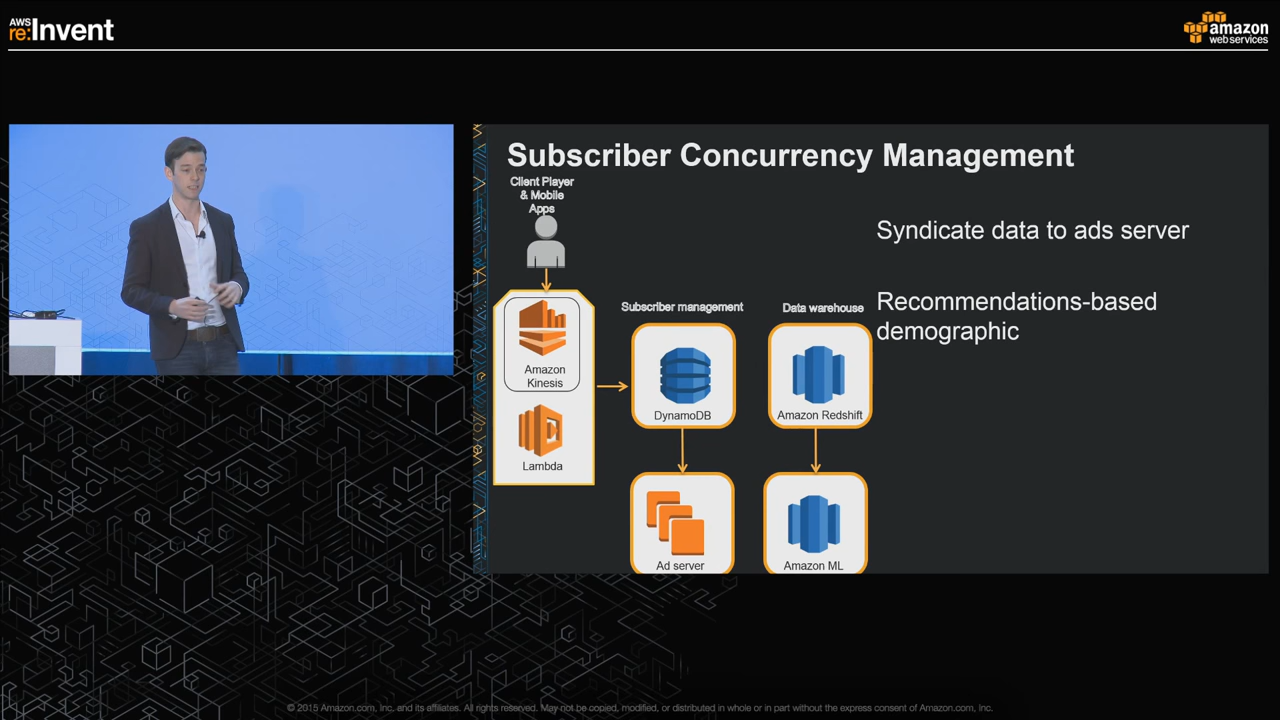 AWS
re:Invent
amazon
web services
Subscriber Concurrency Management
Client Player
& Mobile
Apps
Syndicate data to ads server
Recommendations-based
demographic
Subscriber management
Data warehouse
Amazon
Kinesis
Lambda
DynamoDB
Amazon Redshift
Ad server
Amazon ML
© 2015 Amazon.com, Inc. and its affiliates. All rights reserved. May not be copied, modified, or distributed in whole or in part without the express consent of Amazon.com, Inc.